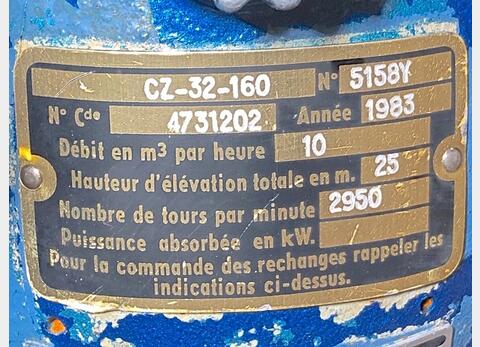 CZ-32-160 N° 5158Y
N° Cde 4731202 Année 1983
Débit en m3 par heure 10
Hauteur d'élévation totale en m. 25
Nombre de tours par minute 2950
Puissance absorbée en kW.
Pour la commande des rechanges rappeler les
indications ci-dessus.